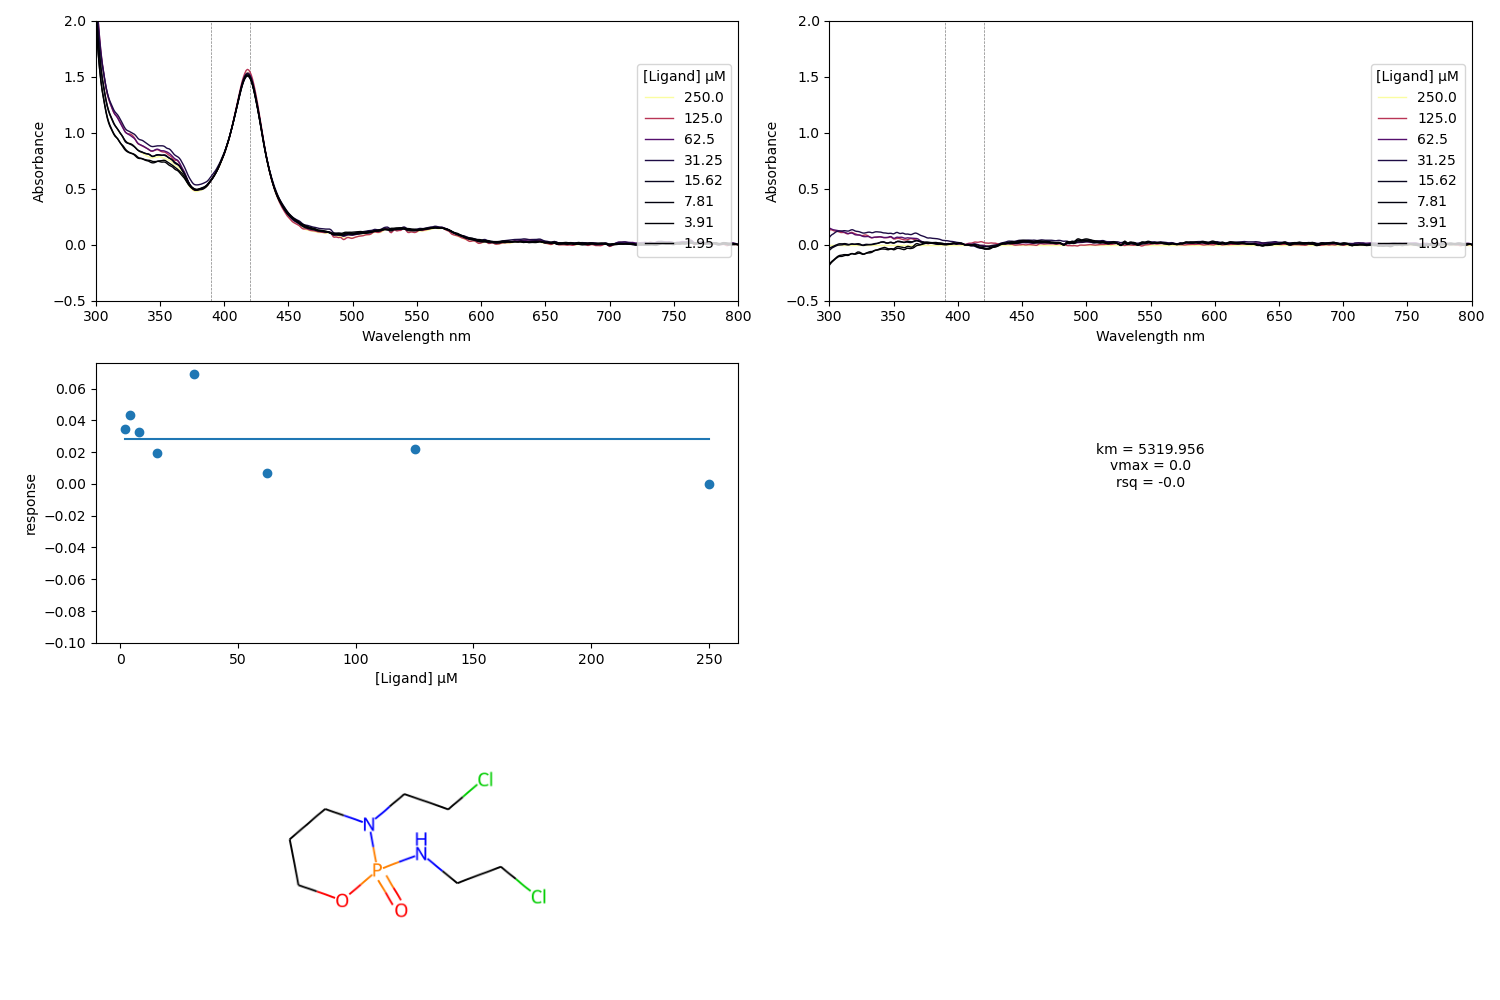 2.0
1.5
1.0
0.5
0.0
−0.5
Absorbance
300 350 400 450 500 550 600 650 700 750 800
Wavelength nm
[Ligand] μM
250.0
125.0
62.5
31.25
15.62
7.81
3.91
1.95
2.0
1.5
1.0
0.5
0.0
−0.5
Absorbance
300 350 400 450 500 550 600 650 700 750 800
Wavelength nm
[Ligand] μM
250.0
125.0
62.5
31.25
15.62
7.81
3.91
1.95
0.06
0.04
0.02
0.00
−0.02
−0.04
−0.06
−0.08
−0.10
response
0 50 100 150 200 250
[Ligand] μM
km = 5319.956
vmax = 0.0
rsq = -0.0
Cl
N
H
N
P
O
O
Cl